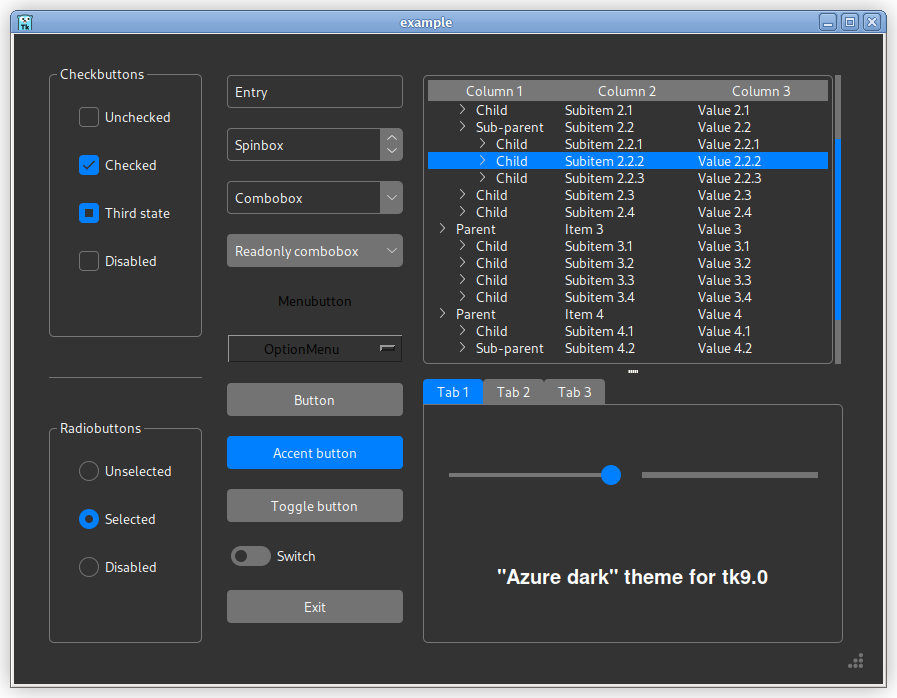 example
Checkbuttons
Unchecked
Checked
Third state
Disabled
Radiobuttons
Unselected
Selected
Disabled
Entry
Spinbox
Combobox
Readonly combobox
Menubutton
OptionMenu
Button
Accent button
Toggle button
Switch
Exit
Column 1 Column 2 Column 3
Child Subitem 2.1 Value 2.1
Sub-parent Subitem 2.2 Value 2.2
Child Subitem 2.2.1 Value 2.2.1
Child Subitem 2.2.2 Value 2.2.2
Child Subitem 2.2.3 Value 2.2.3
Child Subitem 2.3 Value 2.3
Child Subitem 2.4 Value 2.4
Parent Item 3 Value 3
Child Subitem 3.1 Value 3.1
Child Subitem 3.2 Value 3.2
Child Subitem 3.3 Value 3.3
Child Subitem 3.4 Value 3.4
Parent Item 4 Value 4
Child Subitem 4.1 Value 4.1
Sub-parent Subitem 4.2 Value 4.2
Tab 1 Tab 2 Tab 3
"Azure dark" theme for tk9.0